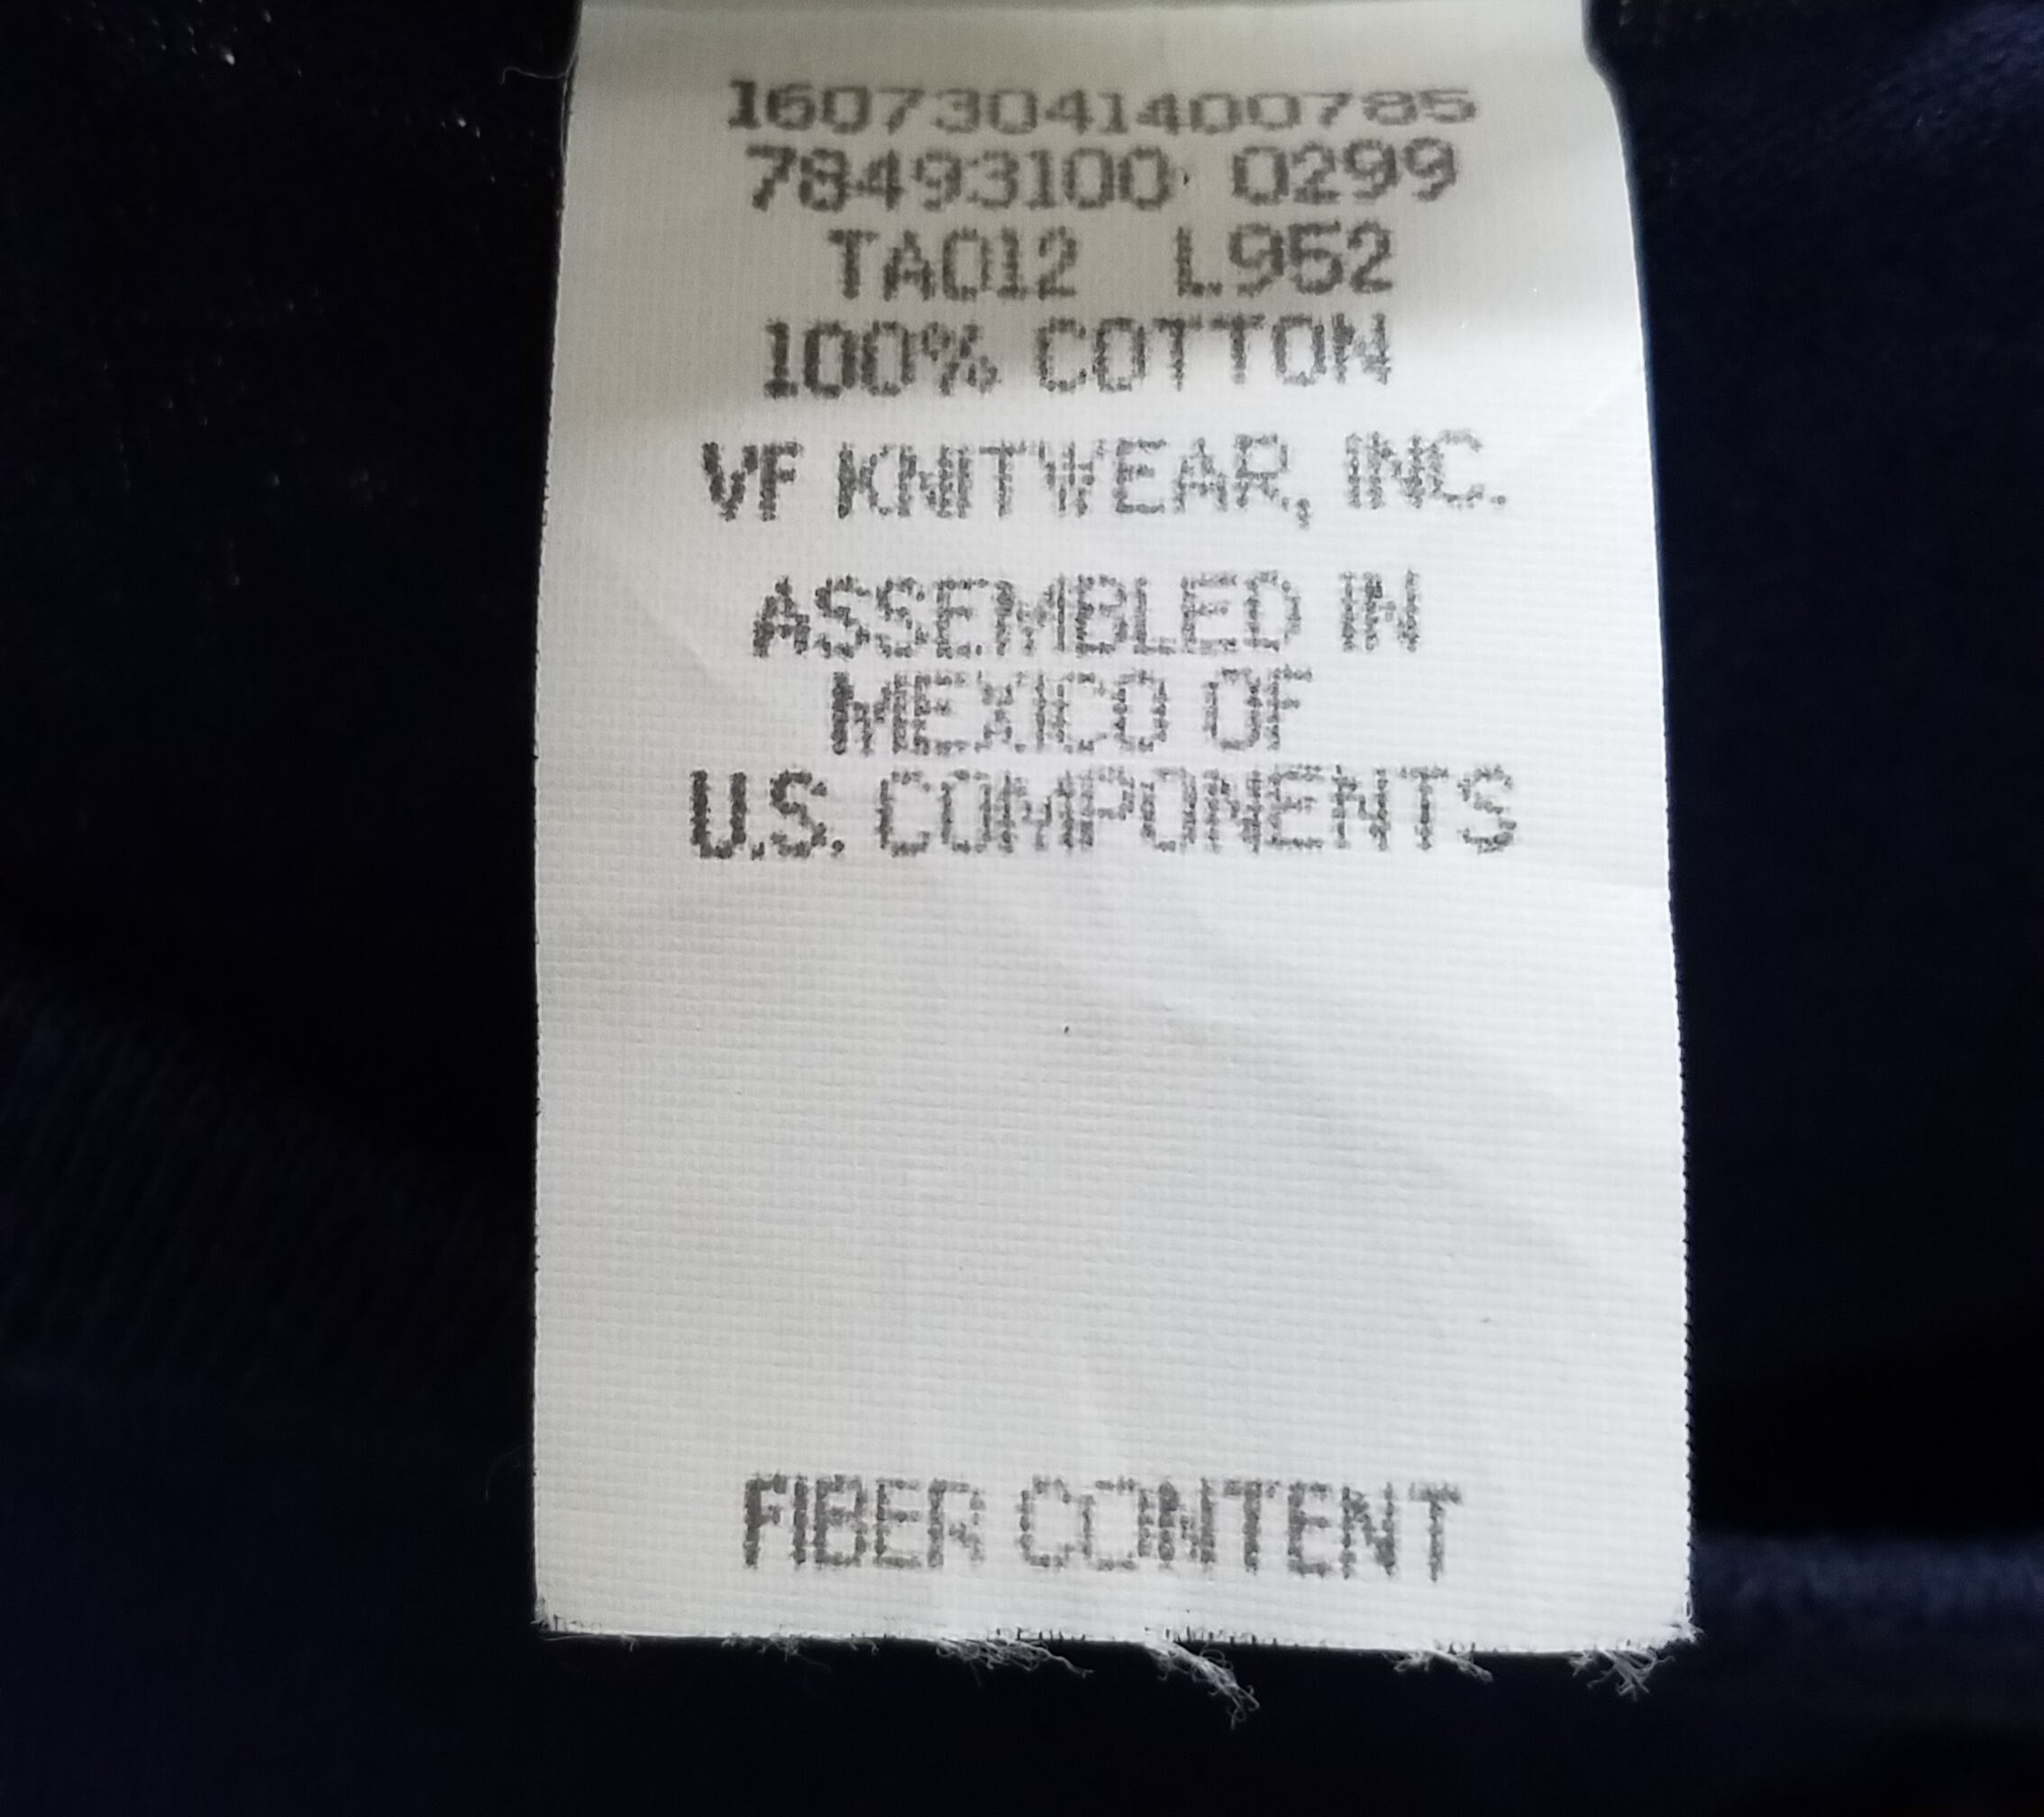 16073041400785
78493100 0299
TA012 L952
100% COTTON
VF KNITWEAR, INC.
ASSEMBLED IN
MEXICO OF
U.S. COMPONENTS
FIBER CONTENT